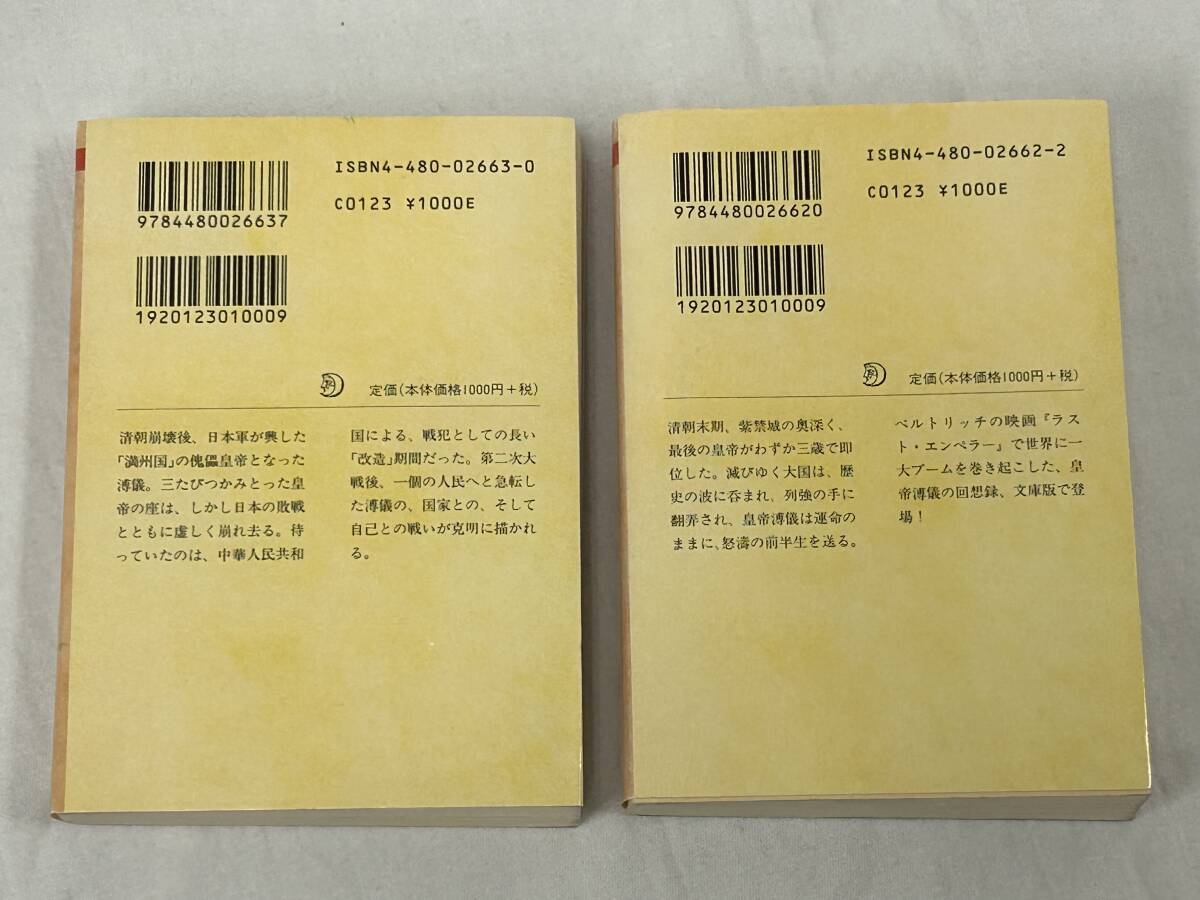 ISBN4-480-02663-0
C0123 ¥1000E
9784480026637
1920123010009
定価(本体価格1000円+税)
清朝崩壊後、日本軍が興した
「満州国」の傀儡皇帝となった
溥儀。三たびつかみとった皇
帝の座は、しかし日本の敗戦
とともに虚しく崩れ去る。待
っていたのは、中華人民共和
国による、戦犯としての長い
「改造」期間だった。第二次大
戦後、一個の人民へと急転し
た溥儀の、国家との、そして
自己との戦いが克明に描かれ
る。
ISBN4-480-02662-2
C0123 ¥1000E
9784480026620
1920123010009
定価(本体価格1000円+税)
清朝末期、紫禁城の奥深く、
最後の皇帝がわずか三歳で即
位した。滅びゆく大国は、歴
史の波に呑まれ、列強の手に
翻弄され、皇帝溥儀は運命の
ままに、怒濤の前半生を送る。
ベルトリッチの映画『ラス
ト・エンペラー』で世界に一
大ブームを巻き起こした、皇
帝溥儀の回想録、文庫版で登
場!